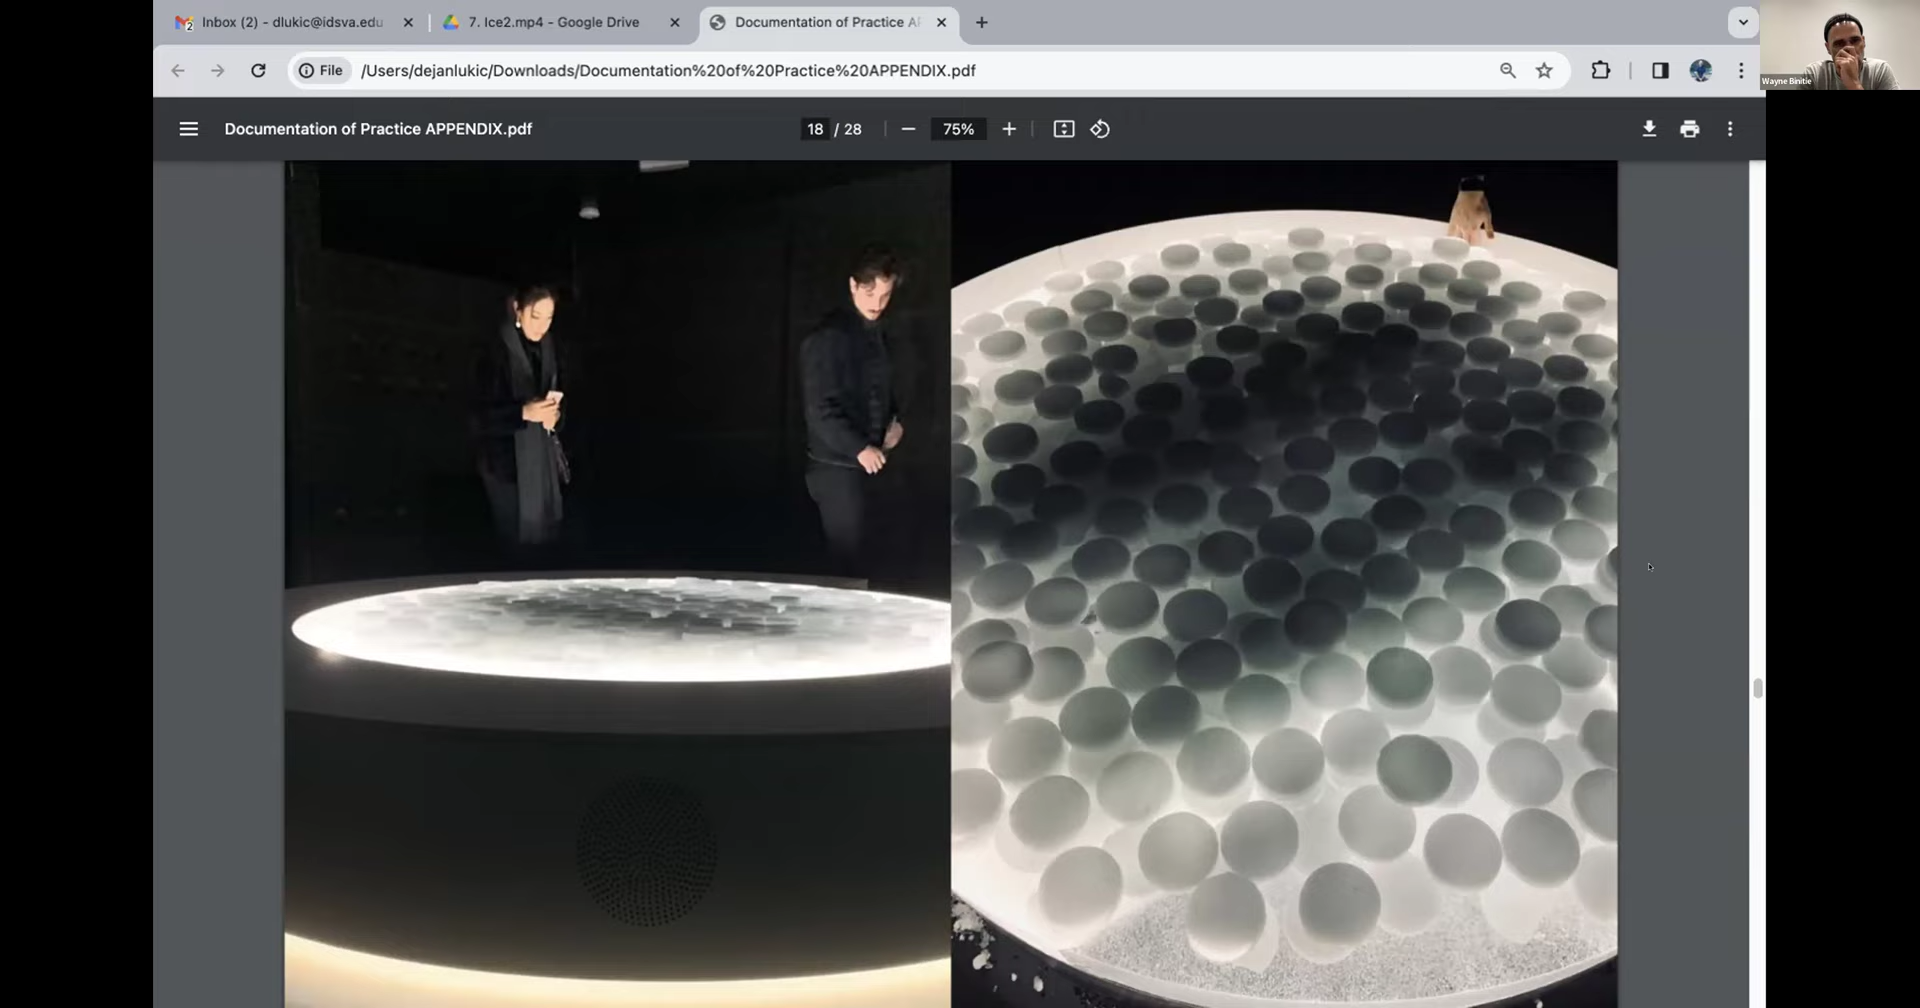 Inbox (2) - dlukic@idsva.edu
7. Ice2.mp4 - Google Drive
Documentation of Practice AP
File
/Users/dejanlukic/Downloads/Documentation%20of%20Practice%20APPENDIX.pdf
Wayne Binitie
Documentation of Practice APPENDIX.pdf
18 / 28
75%